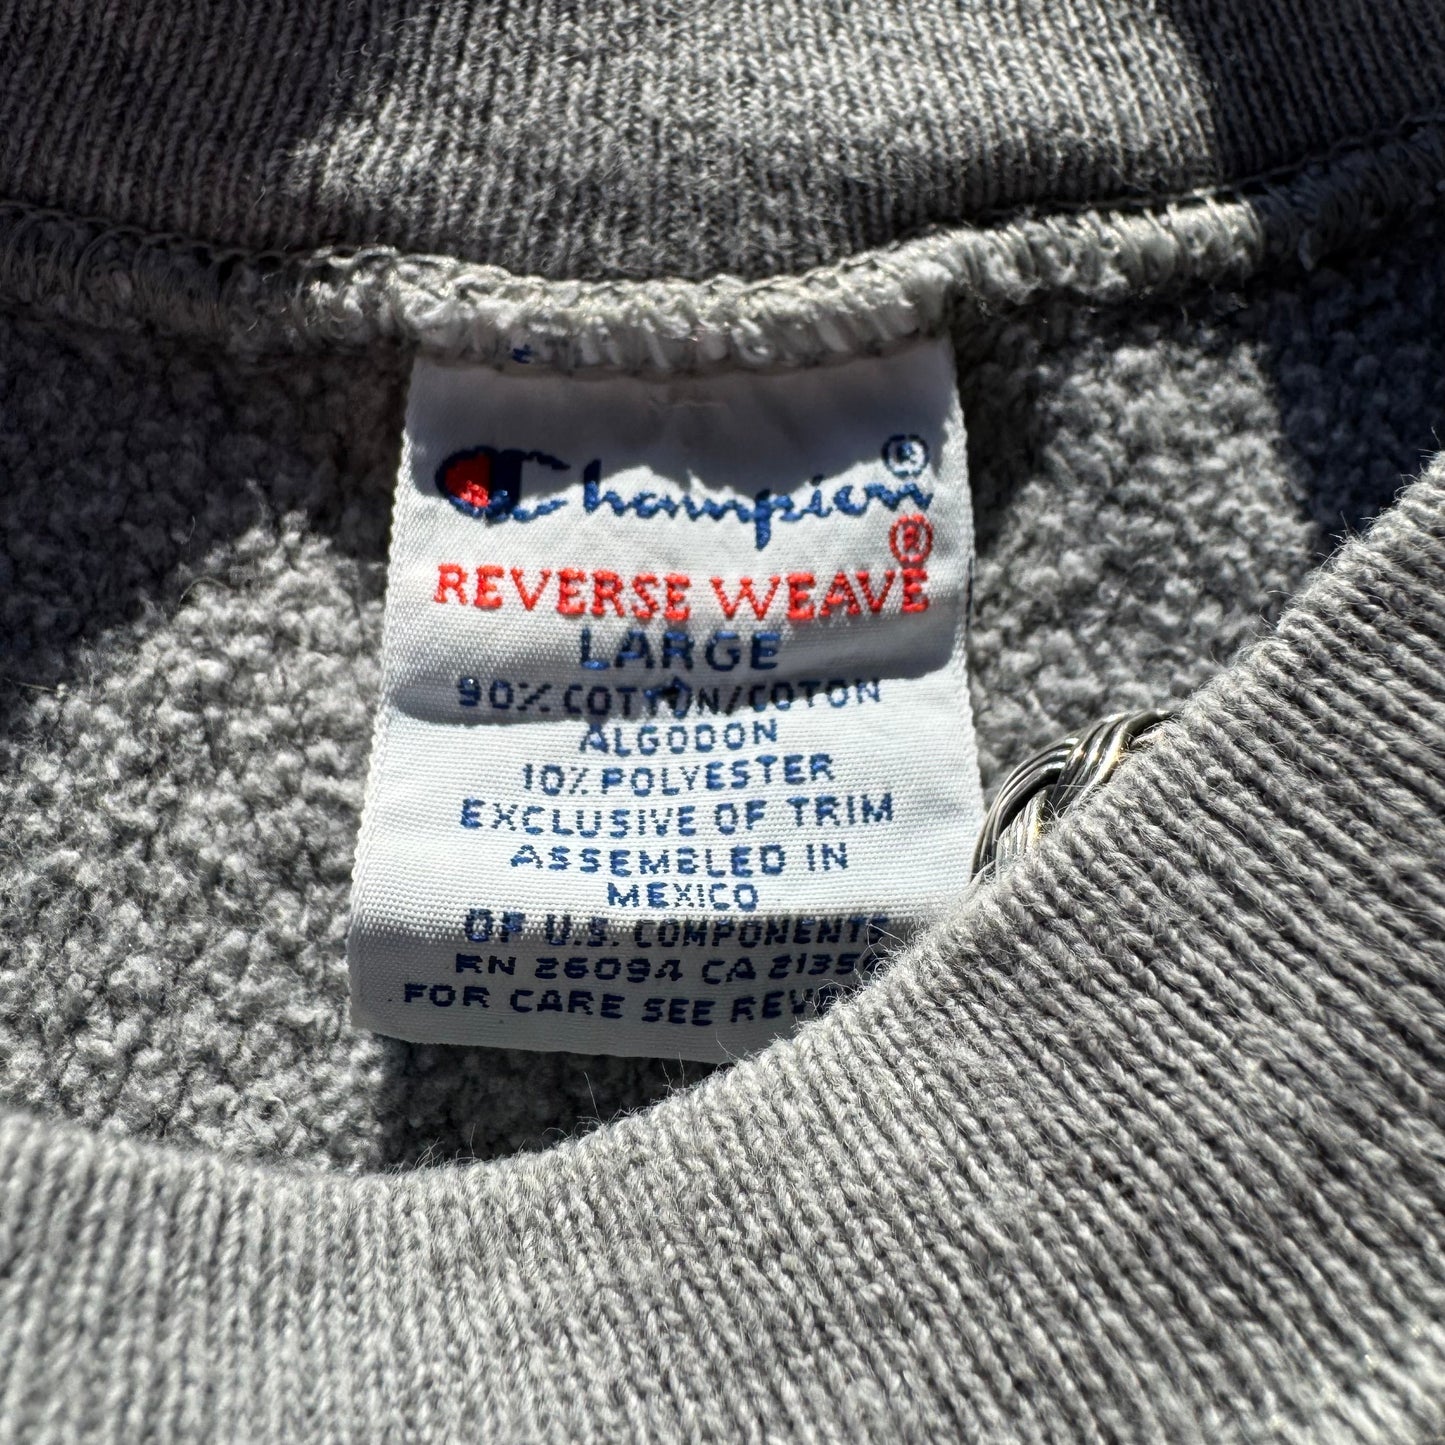 Champion®
REVERSE WEAVE®
LARGE
90% COTTON/COTON
ALGODON
10% POLYESTER
EXCLUSIVE OF TRIM
ASSEMBLED IN
MEXICO
OF U.S. COMPONENTS
RN 26094 CA
FOR CARE SEE